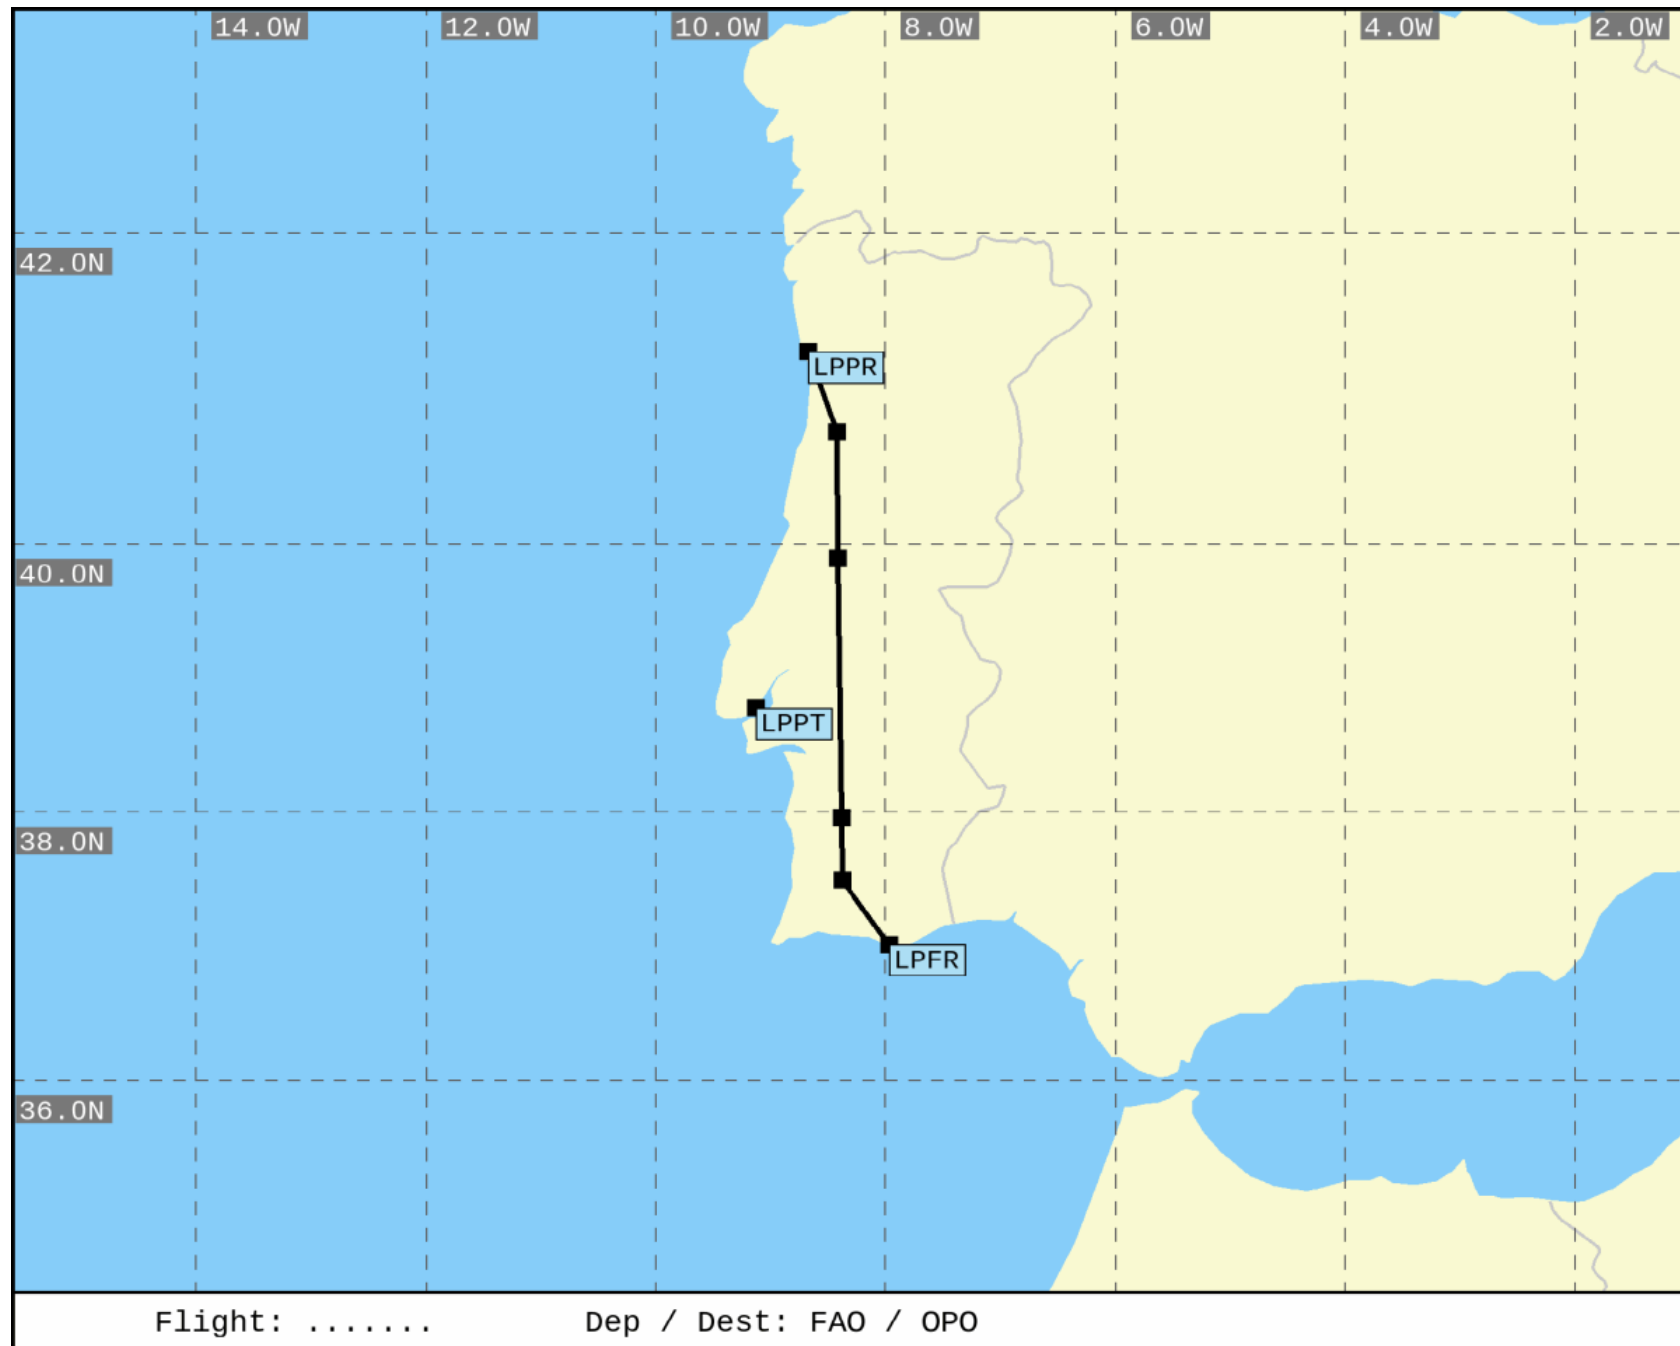 14.0W 12.0W 10.0W 8.0W 6.0W 4.0W 2.0W
42.0N
LPPR
40.0N
LPPT
38.0N
LPFR
36.0N
Flight: ....... Dep / Dest: FAO / OPO